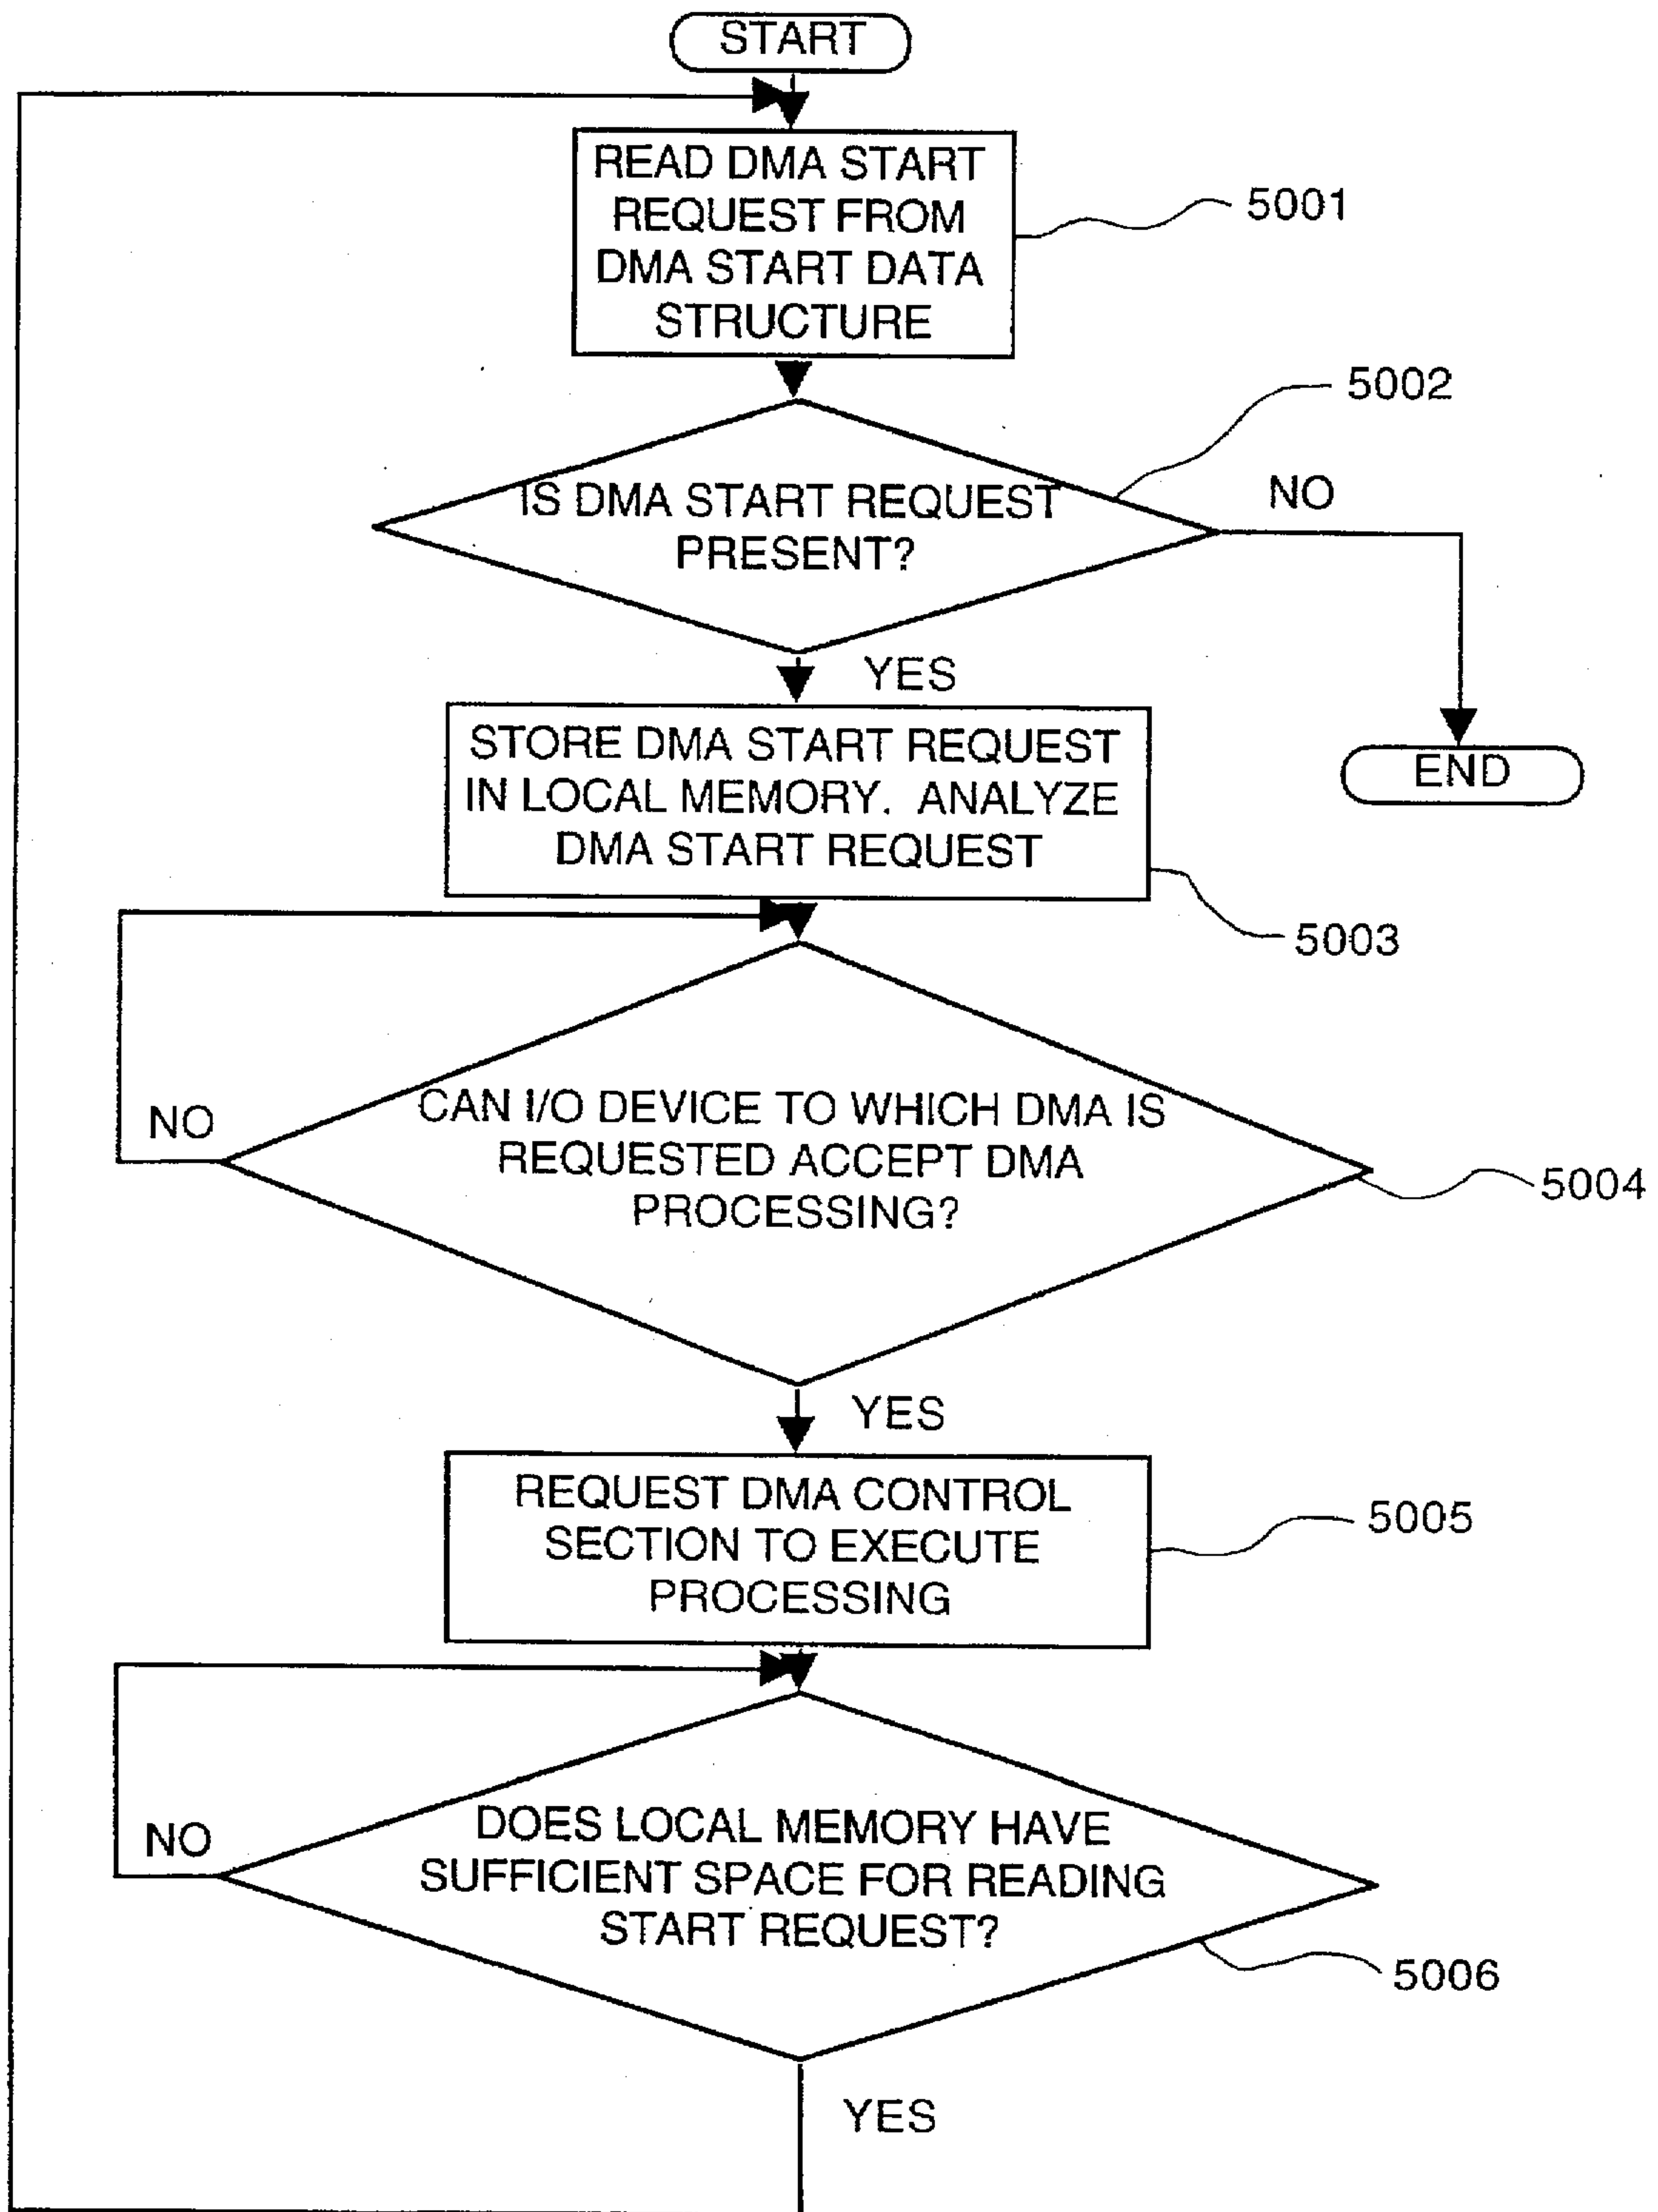 START
READ DMA START
REQUEST FROM
DMA START DATA
STRUCTURE
5001
5002
IS DMA START REQUEST
PRESENT?
NO
YES
STORE DMA START REQUEST
IN LOCAL MEMORY. ANALYZE
DMA START REQUEST
END
5003
CAN I/O DEVICE TO WHICH DMA IS
REQUESTED ACCEPT DMA
PROCESSING?
NO
5004
YES
REQUEST DMA CONTROL
SECTION TO EXECUTE
PROCESSING
5005
DOES LOCAL MEMORY HAVE
SUFFICIENT SPACE FOR READING
START REQUEST?
NO
5006
YES